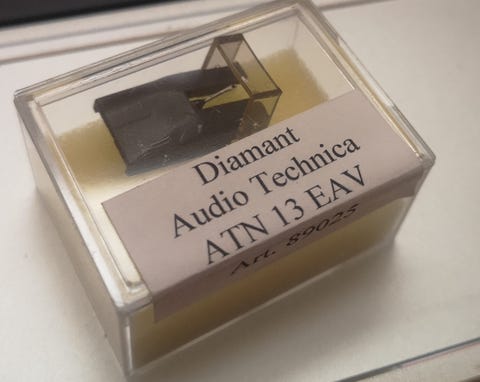 Diamant
Audio Technica
ATN 13 EAV
Art. 89025